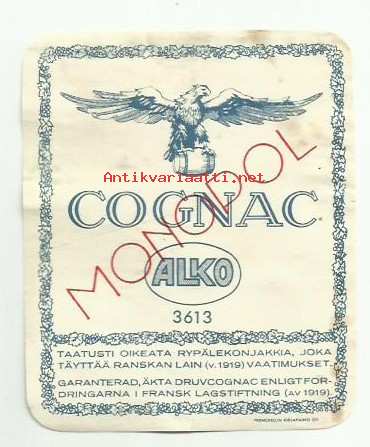 Antikvariaatti.net
COGNAC
MONOPOL
ALKO
3613
TAATUSTI OIKEATA RYPÄLEKONJAKKIA, JOKA
TÄYTTÄÄ RANSKAN LAIN (v. 1919) VAATIMUKSET.
GARANTERAD, ÄKTA DRUVCOGNAC ENLIGT FOR-
DRINGARNA I FRANSK LAGSTIFTNING (av 1919).